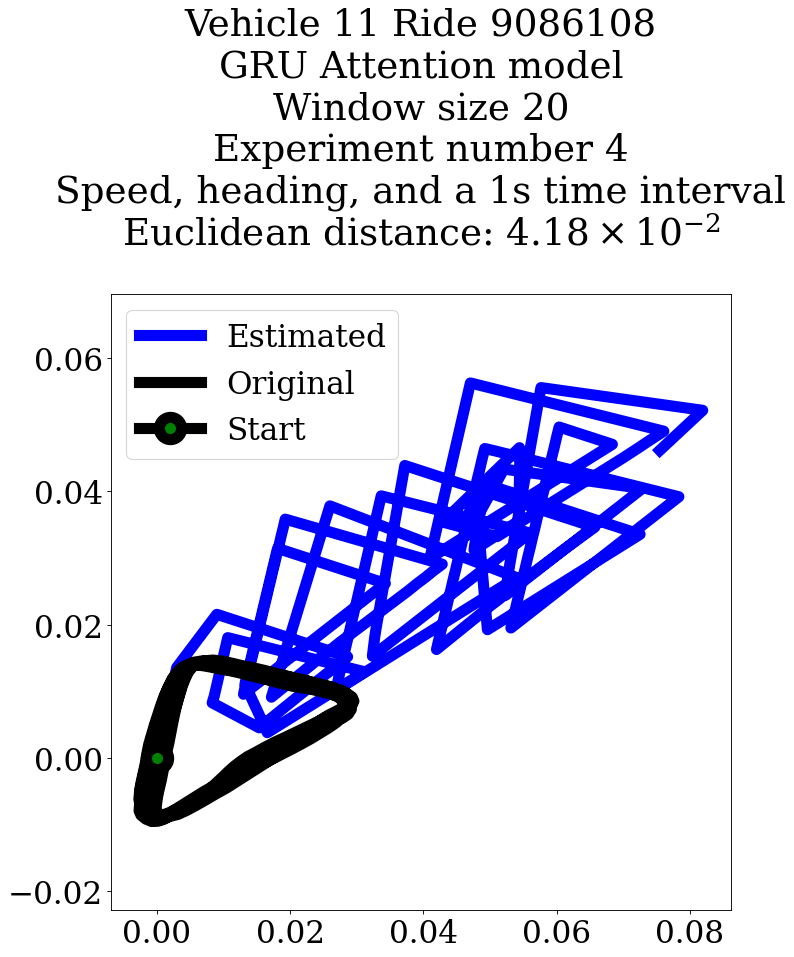 Vehicle 11 Ride 9086108
GRU Attention model
Window size 20
Experiment number 4
Speed, heading, and a 1s time interval
Euclidean distance: 4.18 × 10⁻²
Estimated
Original
Start
0.06
0.04
0.02
0.00
−0.02
0.00 0.02 0.04 0.06 0.08